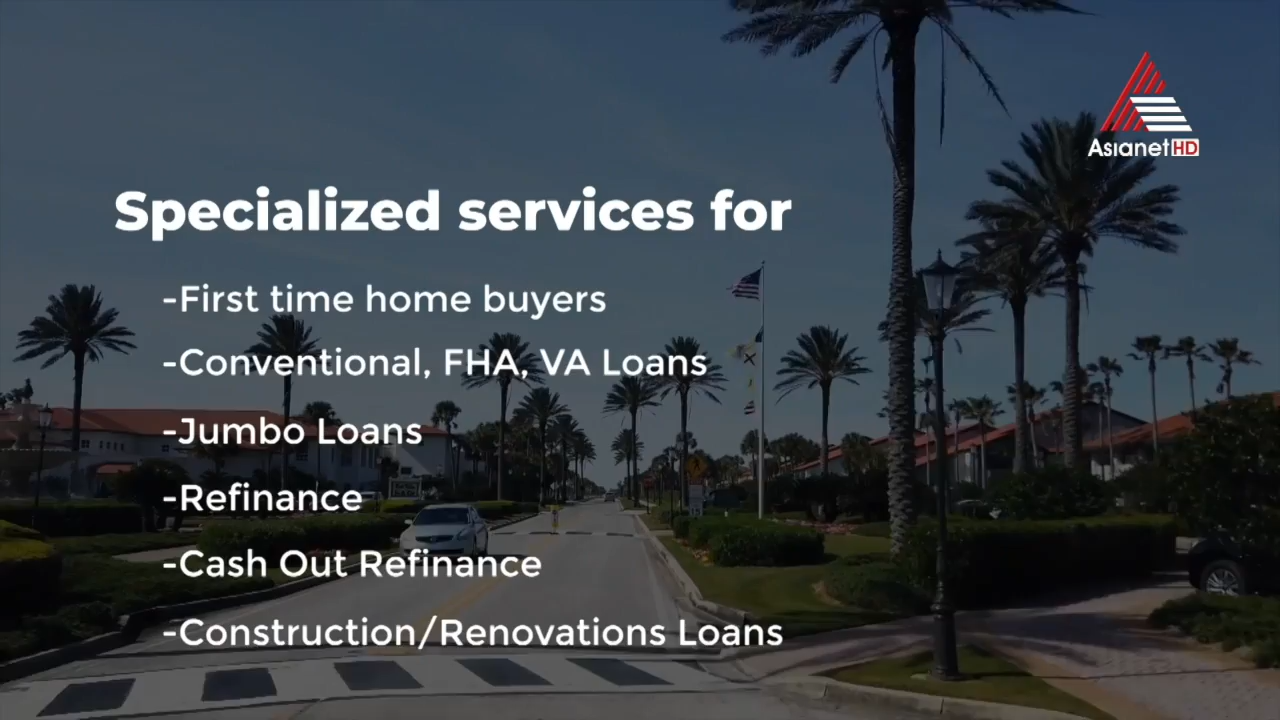 AsianetHD
Specialized services for
-First time home buyers
-Conventional, FHA, VA Loans
-Jumbo Loans
-Refinance
-Cash Out Refinance
-Construction/Renovations Loans